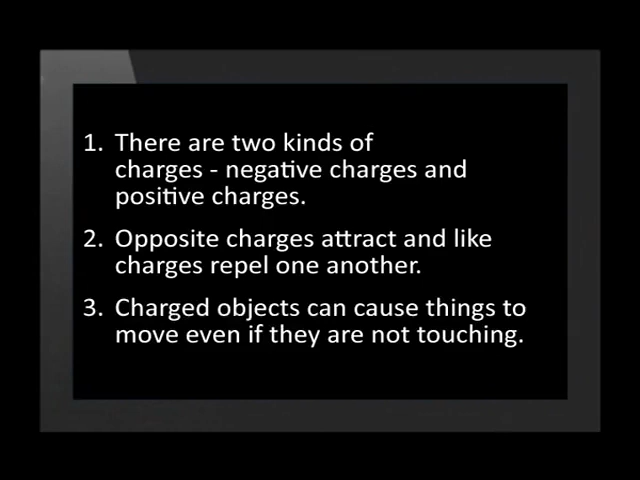 1. There are two kinds of
charges - negative charges and
positive charges.
2. Opposite charges attract and like
charges repel one another.
3. Charged objects can cause things to
move even if they are not touching.